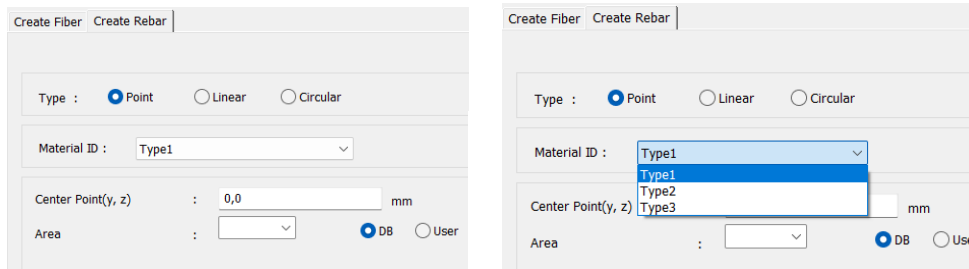 Create Fiber Create Rebar
Type : Point Linear Circular
Material ID : Type1
Center Point(y, z) : 0,0 mm
Area : DB User
Create Fiber Create Rebar
Type : Point Linear Circular
Material ID : Type1
Type1
Type2
Type3
Center Point(y, z) mm
Area : DB Use